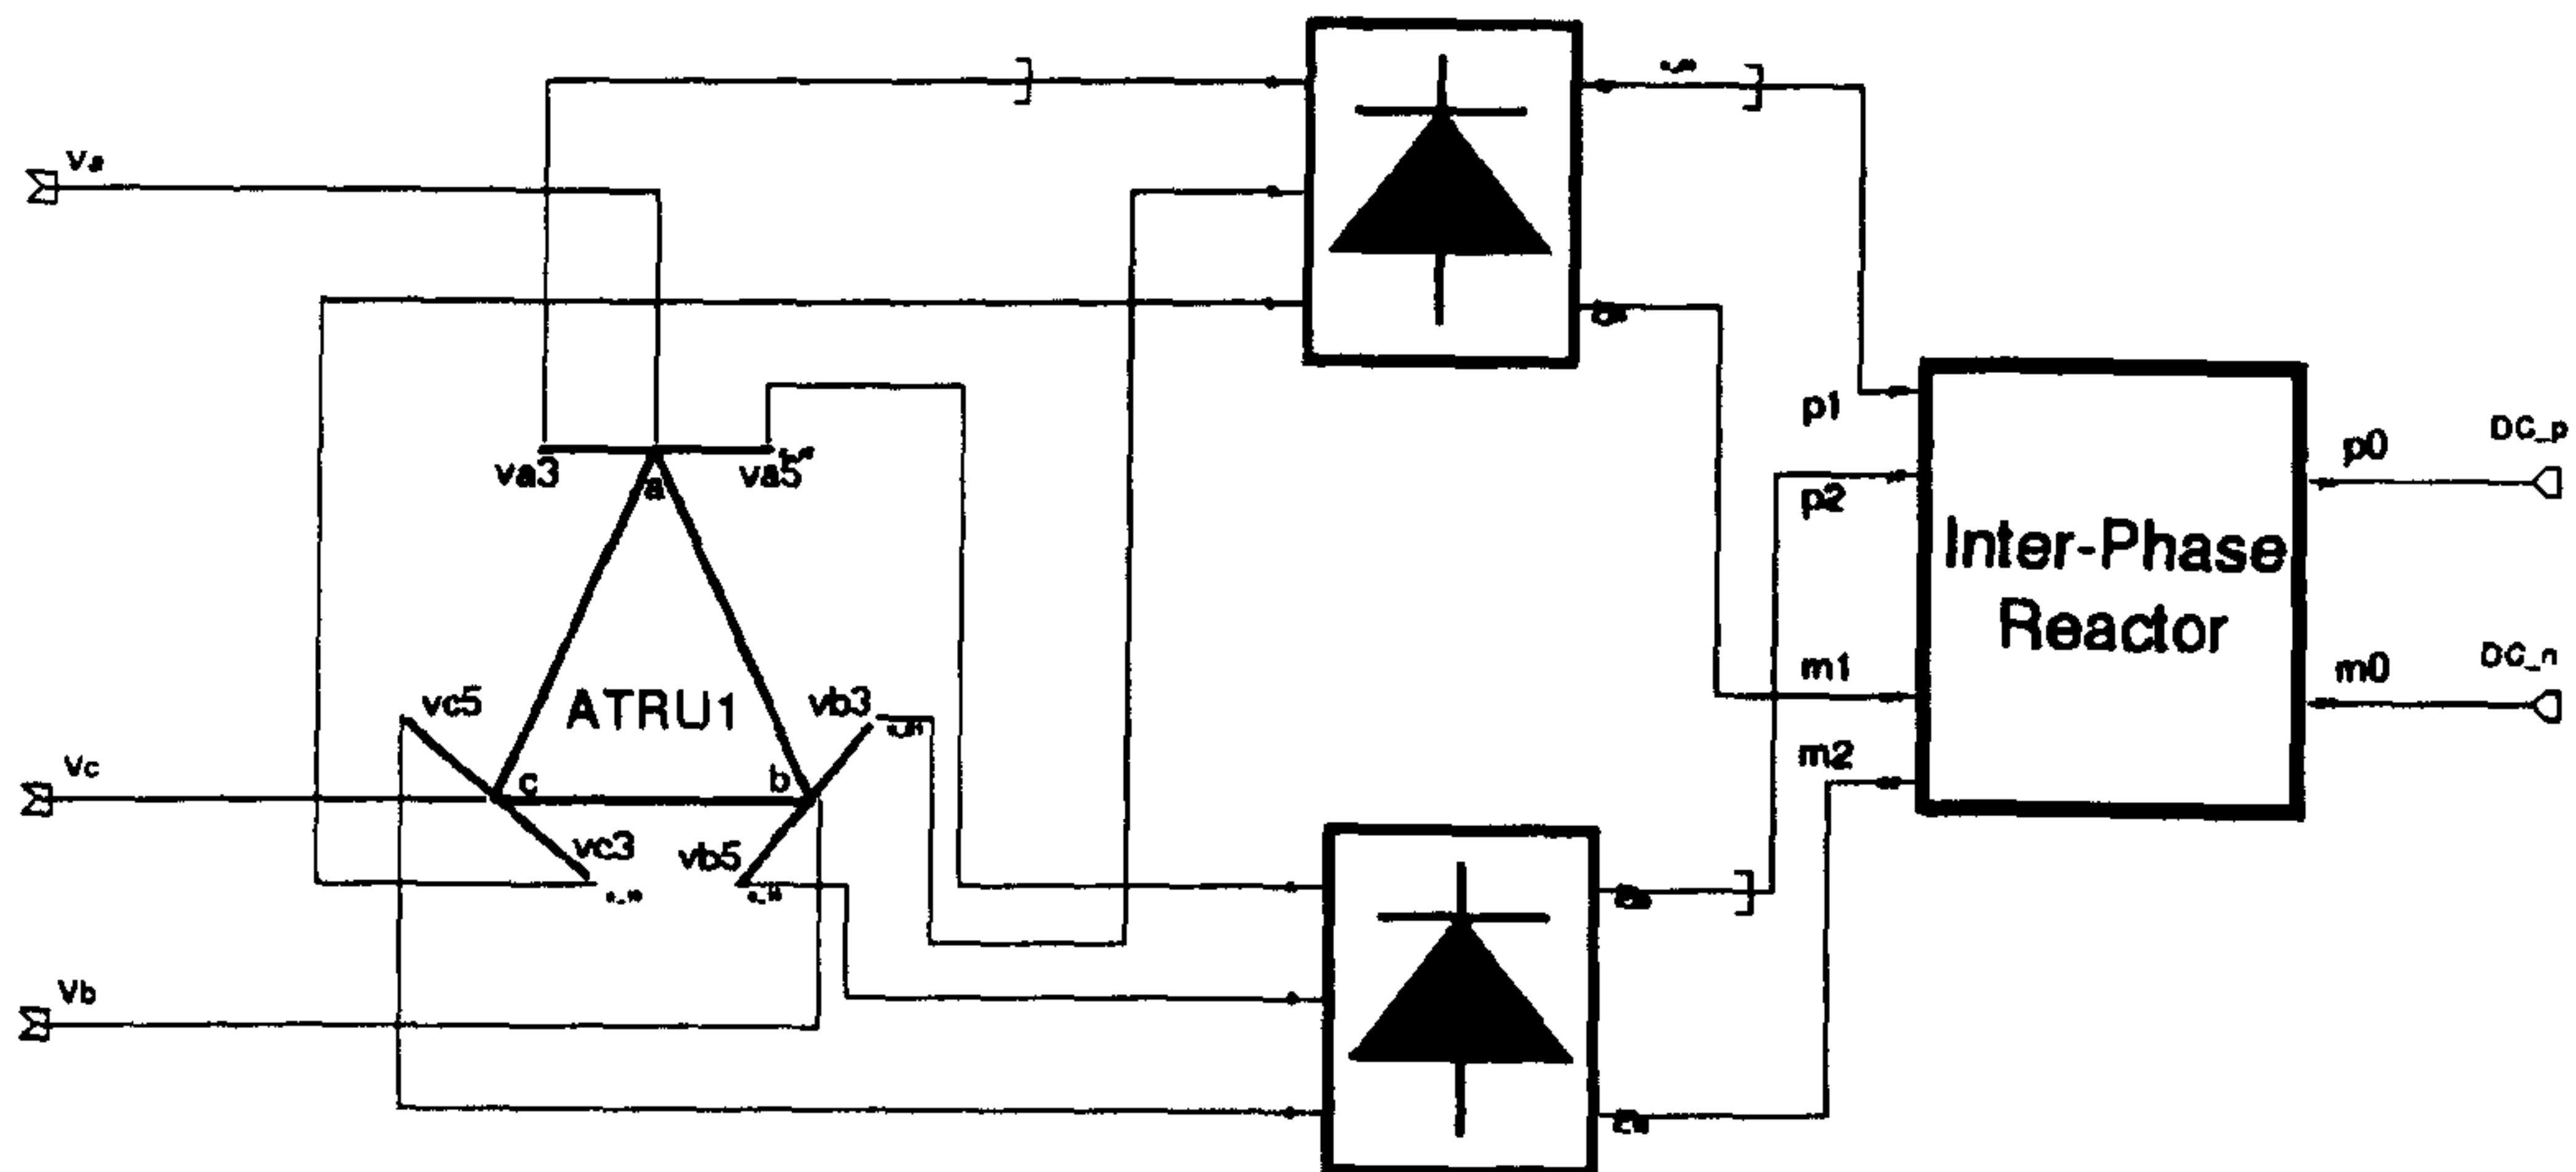 Va
va3
va5
a
p1
p2
Inter-Phase
Reactor
p0
DC_p
m1
m0
DC_n
m2
vc5
ATRU1
vb3
Vc
c
b
vc3
vb5
Vb